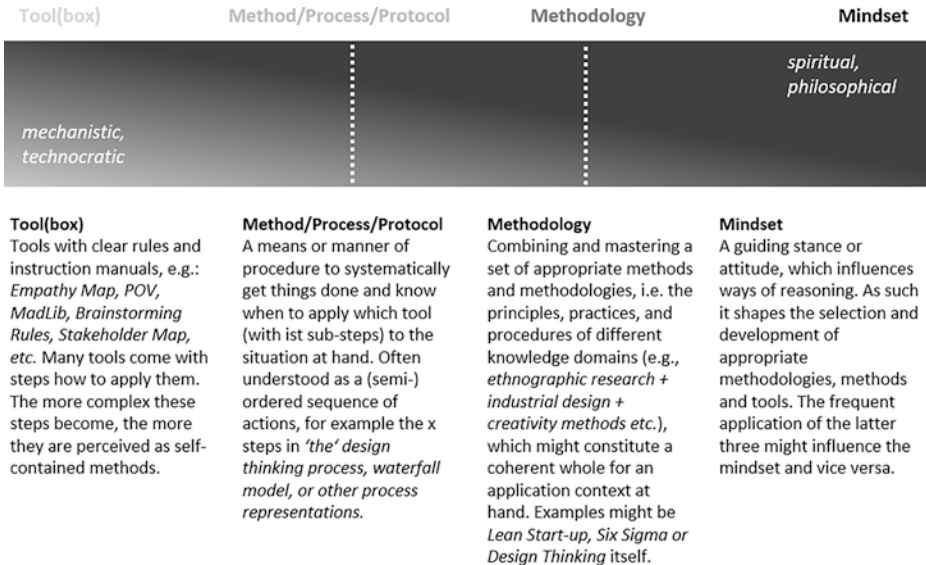 Tool(box)
Method/Process/Protocol
Methodology
Mindset
spiritual,
philosophical
mechanistic,
technocratic
Tool(box)
Tools with clear rules and
instruction manuals, e.g.:
Empathy Map, POV,
MadLib, Brainstorming
Rules, Stakeholder Map,
etc. Many tools come with
steps how to apply them.
The more complex these
steps become, the more
they are perceived as self-
contained methods.
Method/Process/Protocol
A means or manner of
procedure to systematically
get things done and know
when to apply which tool
(with ist sub-steps) to the
situation at hand. Often
understood as a (semi-)
ordered sequence of
actions, for example the x
steps in ‘the‘ design
thinking process, waterfall
model, or other process
representations.
Methodology
Combining and mastering a
set of appropriate methods
and methodologies, i.e. the
principles, practices, and
procedures of different
knowledge domains (e.g.,
ethnographic research +
industrial design +
creativity methods etc.),
which might constitute a
coherent whole for an
application context at
hand. Examples might be
Lean Start-up, Six Sigma or
Design Thinking itself.
Mindset
A guiding stance or
attitude, which influences
ways of reasoning. As such
it shapes the selection and
development of
appropriate
methodologies, methods
and tools. The frequent
application of the latter
three might influence the
mindset and vice versa.